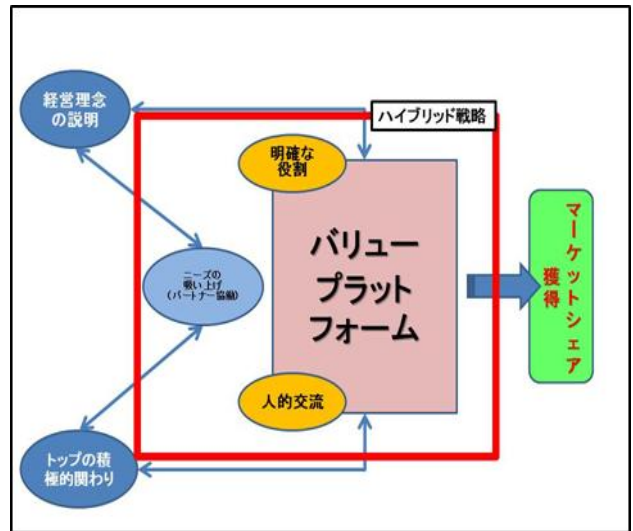 経営理念
の説明
ハイブリッド戦略
明確な
役割
バリュー
プラット
フォーム
ニーズの
吸い上げ
(パートナー協働)
マーケットシェア
獲得
人的交流
トップの積
極的関わり